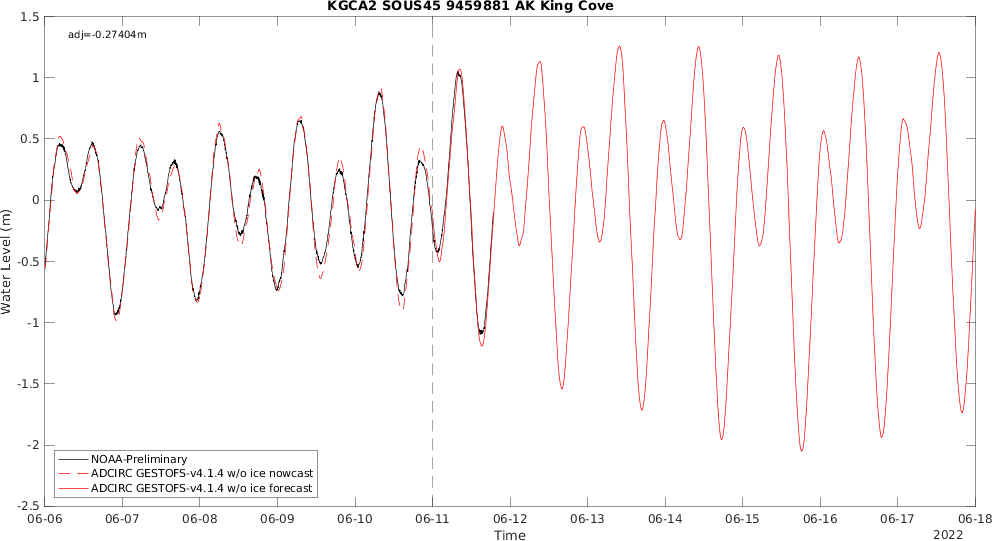 KGCA2 SOUS45 9459881 AK King Cove
adj=-0.27404m
1.5
1
0.5
0
-0.5
-1
-1.5
-2
-2.5
Water Level (m)
NOAA-Preliminary
ADCIRC GESTOFS-v4.1.4 w/o ice nowcast
ADCIRC GESTOFS-v4.1.4 w/o ice forecast
06-06 06-07 06-08 06-09 06-10 06-11 06-12 06-13 06-14 06-15 06-16 06-17 06-18
Time
2022